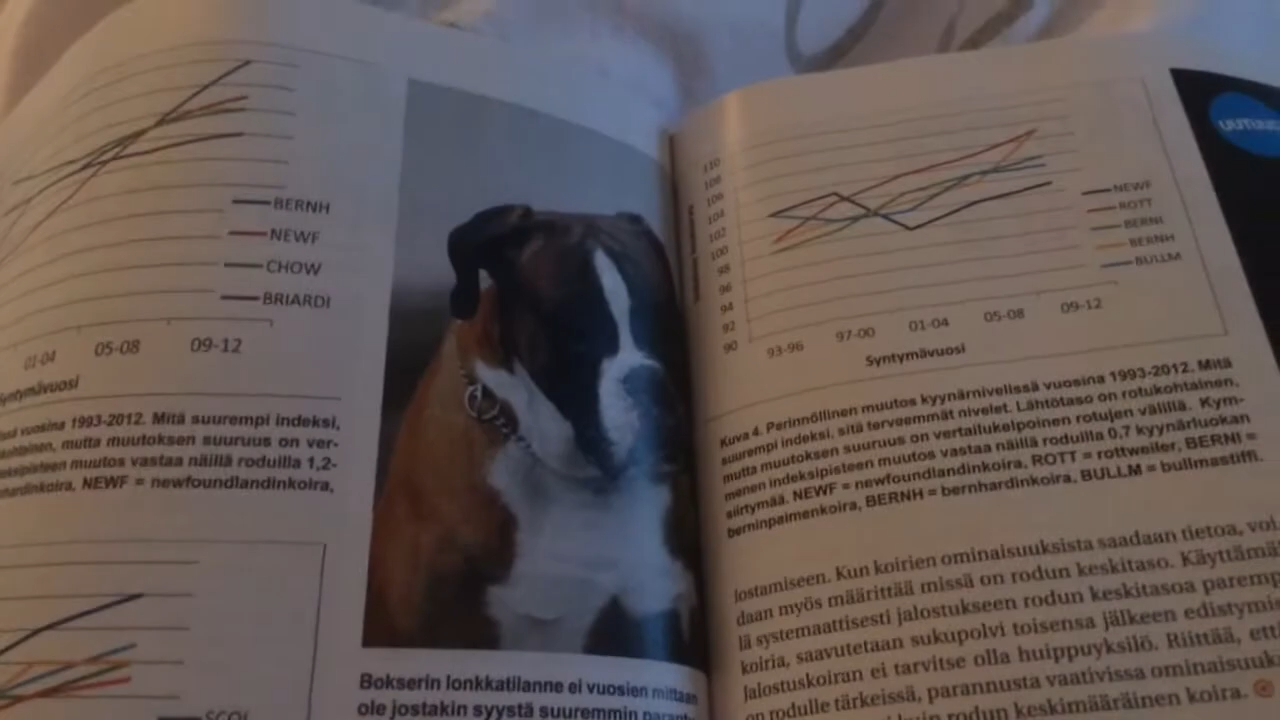 BERNH
NEWF
CHOW
BRIARDI
01-04 05-08 09-12
Syntymävuosi
vuosina 1993-2012. Mitä suurempi indeksi,
mutta muutoksen suuruus on ver-
muutos vastaa näillä roduilla 1,2-
NEWF = newfoundlandinkoira,
Bokserin lonkkatilanne ei vuosien mittaan
ole jostakin syystä suuremmin
110
108
106
104
102
100
98
96
94
92
90
93-96 97-00 01-04 05-08 09-12
Syntymävuosi
NEWF
ROTT
BERNI
BERNH
BULLM
Kuva 4. Perinnöllinen muutos kyynärnivelissä vuosina 1993-2012. Mitä
suurempi indeksi, sitä terveemmät nivelet. Lähtötaso on rotukohtainen,
mutta muutoksen suuruus on vertailukelpoinen rotujen välillä. Kym-
menen indeksipisteen muutos vastaa näillä roduilla 0,7 kyynärluokan
siirtymää. NEWF = newfoundlandinkoira, ROTT = rottweiler, BERNI =
berninpaimenkoira, BERNH = bernhardinkoira, BULLM = bullmastiffi.
lostamiseen. Kun koirien ominaisuuksista saadaan tietoa, voi
daan myös määrittää missä on rodun keskitaso. Käyttämä
lä systemaattisesti jalostukseen rodun keskitasoa paremp
koiria, saavutetaan sukupolvi toisensa jälkeen edistymis
Jalostuskoiran ei tarvitse olla huippuyksilö. Riittää, ett
on rodulle tärkeissä, parannusta vaativissa ominaisuuk
kuin rodun keskimääräinen koira.